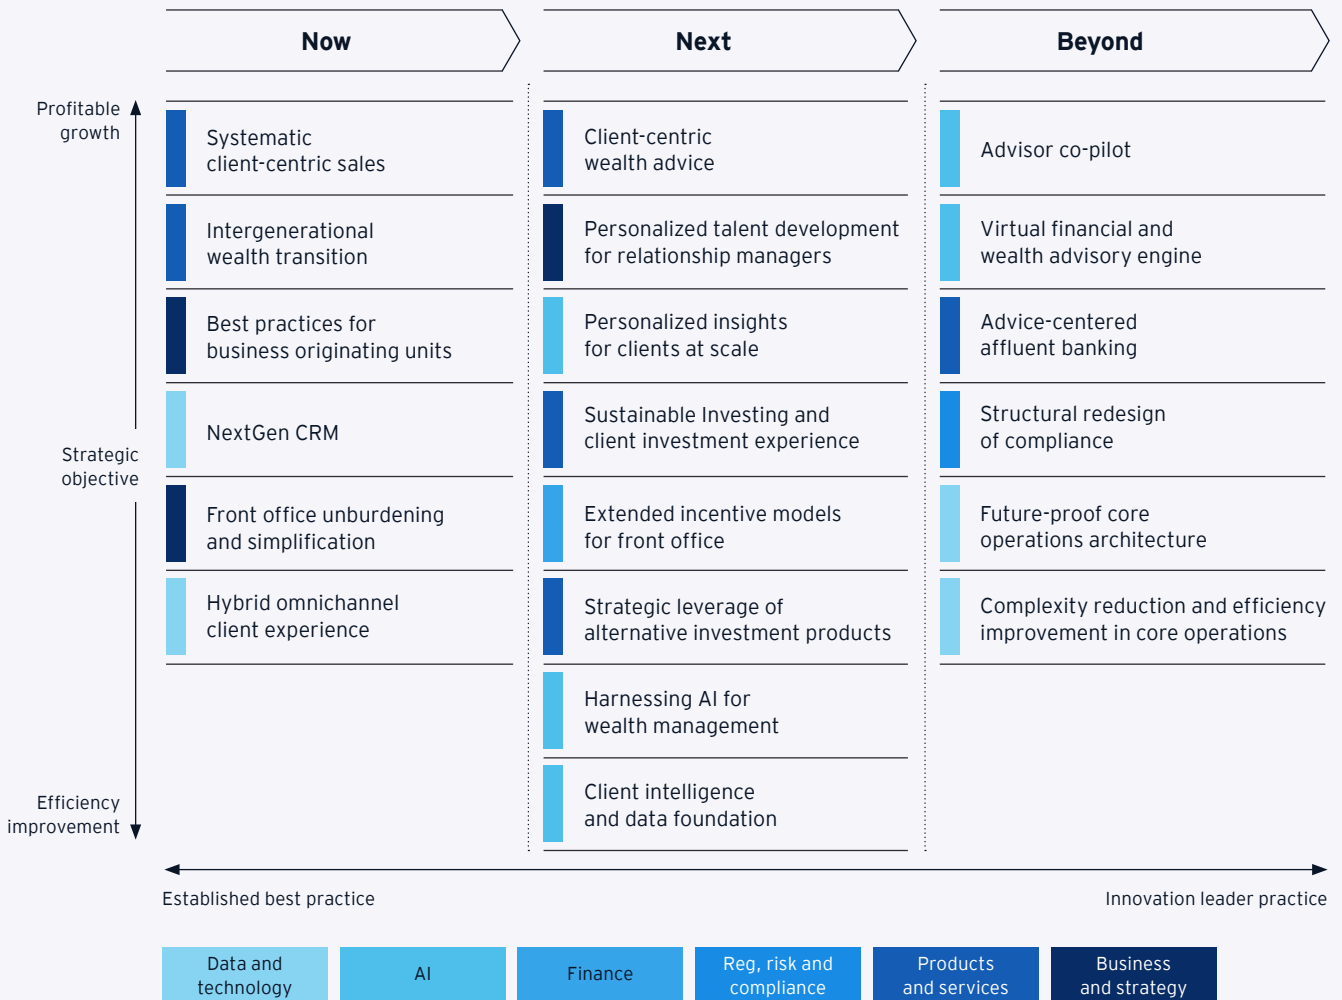 Now
Next
Beyond
Profitable
growth
Strategic
objective
Efficiency
improvement
Systematic
client-centric sales
Intergenerational
wealth transition
Best practices for
business originating units
NextGen CRM
Front office unburdening
and simplification
Hybrid omnichannel
client experience
Client-centric
wealth advice
Personalized talent development
for relationship managers
Personalized insights
for clients at scale
Sustainable Investing and
client investment experience
Extended incentive models
for front office
Strategic leverage of
alternative investment products
Harnessing AI for
wealth management
Client intelligence
and data foundation
Advisor co-pilot
Virtual financial and
wealth advisory engine
Advice-centered
affluent banking
Structural redesign
of compliance
Future-proof core
operations architecture
Complexity reduction and efficiency
improvement in core operations
Established best practice
Innovation leader practice
Data and
technology
AI
Finance
Reg, risk and
compliance
Products
and services
Business
and strategy